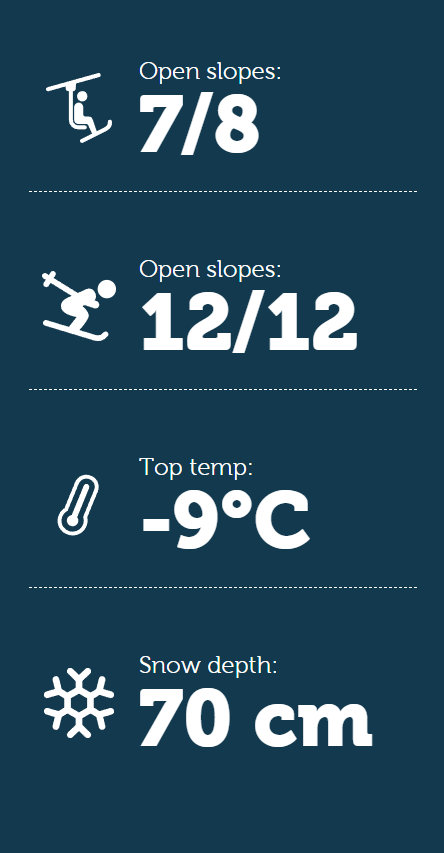 Open slopes:
7/8
Open slopes:
12/12
Top temp:
-9°C
Snow depth:
70 cm